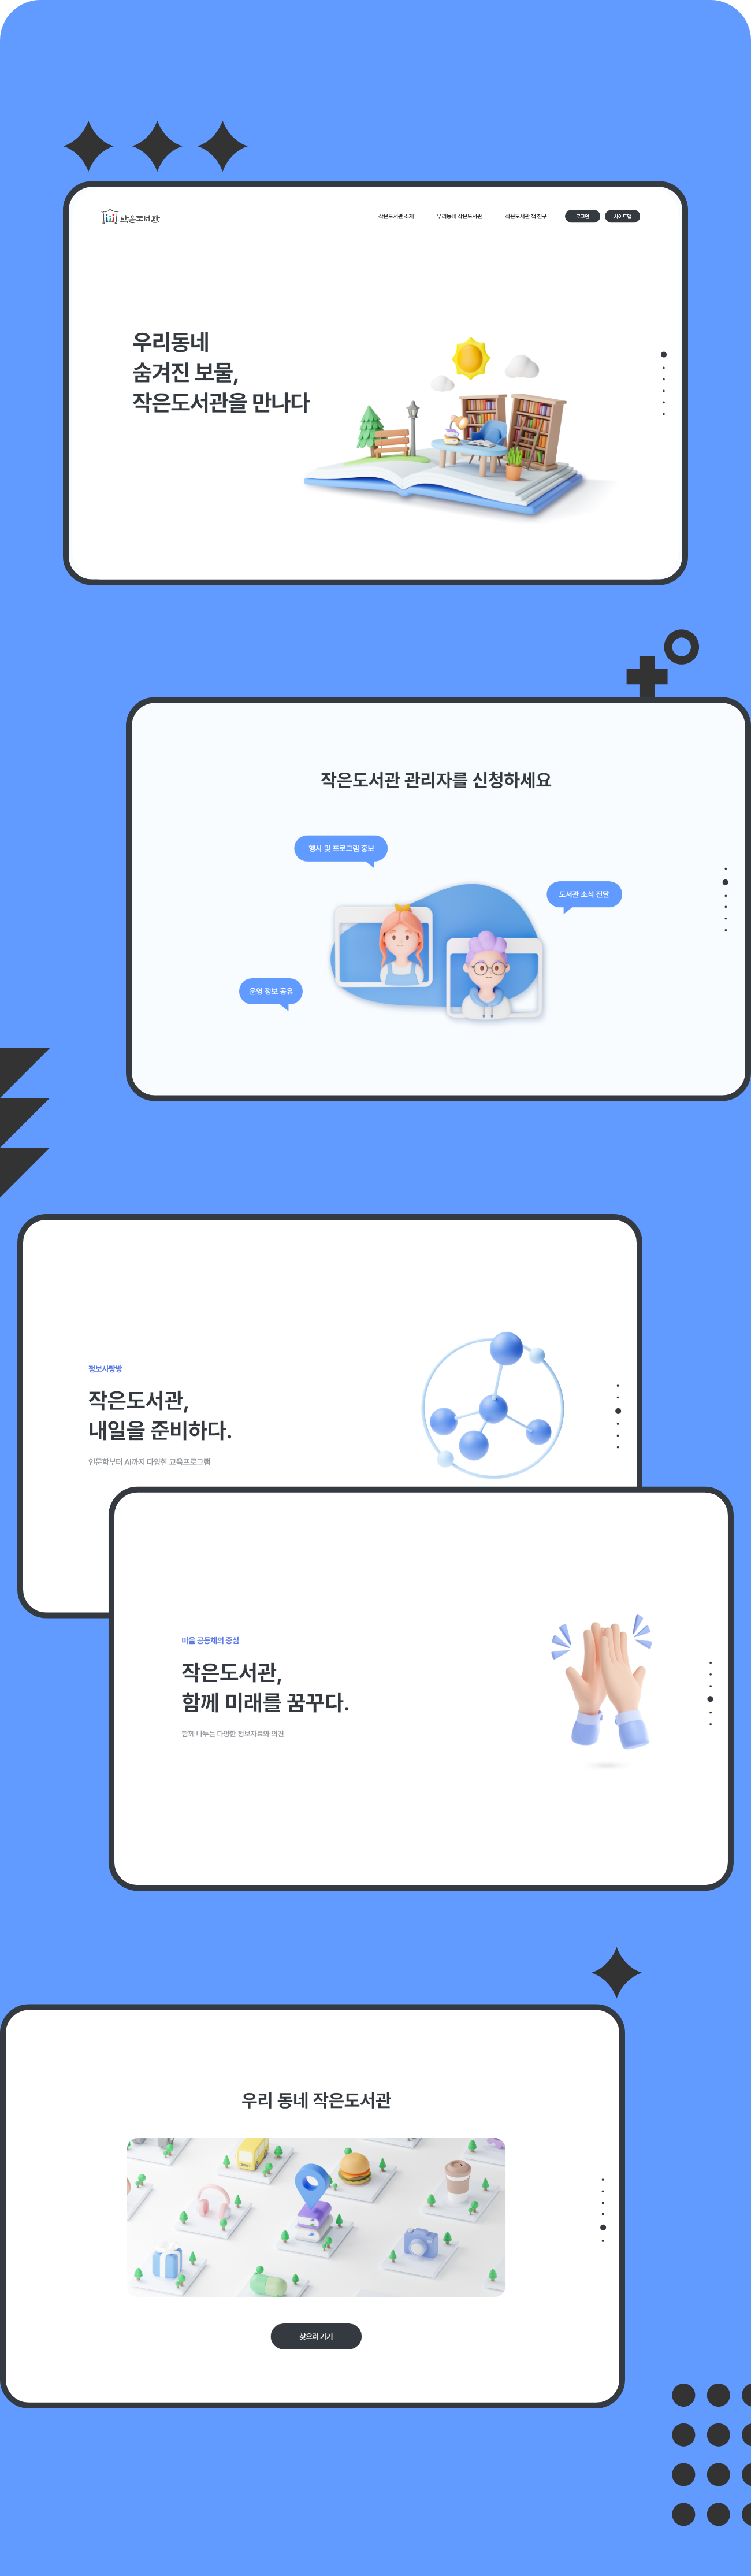 작은도서관
작은도서관 소개
우리동네 작은도서관
작은도서관 책 친구
로그인
사이트맵
우리동네
숨겨진 보물,
작은도서관을 만나다
작은도서관 관리자를 신청하세요
행사 및 프로그램 홍보
도서관 소식 전달
운영 정보 공유
정보사랑방
작은도서관,
내일을 준비하다.
인문학부터 AI까지 다양한 교육프로그램
마을 공동체의 중심
작은도서관,
함께 미래를 꿈꾸다.
함께 나누는 다양한 정보자료와 의견
우리 동네 작은도서관
찾으러 가기